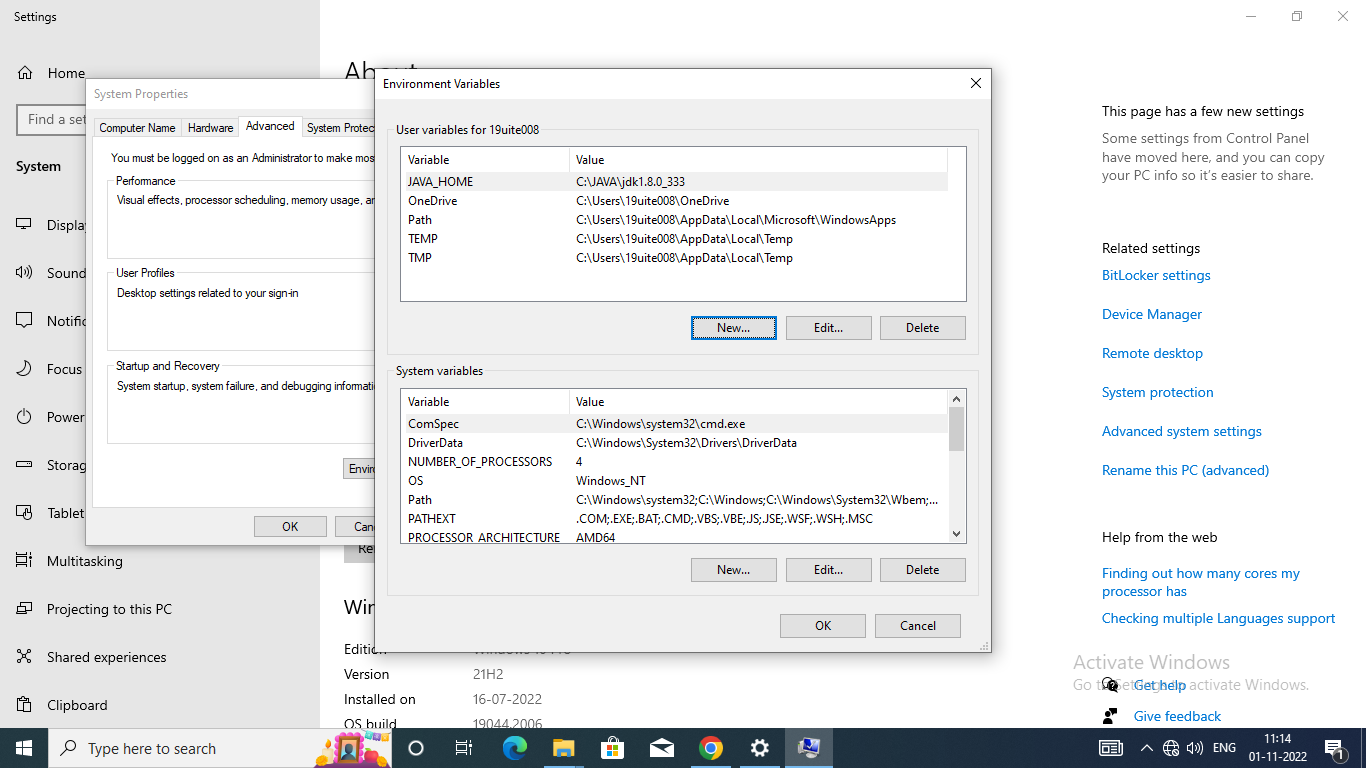 Settings
Home
Find a set
System
Displa
Sound
Notific
Focus
Power
Storag
Tablet
Multitasking
Projecting to this PC
Shared experiences
Clipboard
About
System Properties
Computer Name
Hardware
Advanced
System Protec
You must be logged on as an Administrator to make mos
Performance
Visual effects, processor scheduling, memory usage, an
User Profiles
Desktop settings related to your sign-in
Startup and Recovery
System startup, system failure, and debugging informati
Enviro
OK
Canc
Re
Environment Variables
User variables for 19uite008
Variable Value
JAVA_HOME C:\JAVA\jdk1.8.0_333
OneDrive C:\Users\19uite008\OneDrive
Path C:\Users\19uite008\AppData\Local\Microsoft\WindowsApps
TEMP C:\Users\19uite008\AppData\Local\Temp
TMP C:\Users\19uite008\AppData\Local\Temp
New... Edit... Delete
System variables
Variable Value
ComSpec C:\Windows\system32\cmd.exe
DriverData C:\Windows\System32\Drivers\DriverData
NUMBER_OF_PROCESSORS 4
OS Windows_NT
Path C:\Windows\system32;C:\Windows;C:\Windows\System32\Wbem;...
PATHEXT .COM;.EXE;.BAT;.CMD;.VBS;.VBE;.JS;.JSE;.WSF;.WSH;.MSC
PROCESSOR_ARCHITECTURE AMD64
New... Edit... Delete
OK Cancel
Win
Edition
Version 21H2
Installed on 16-07-2022
OS build 19044.2006
This page has a few new settings
Some settings from Control Panel
have moved here, and you can copy
your PC info so it's easier to share.
Related settings
BitLocker settings
Device Manager
Remote desktop
System protection
Advanced system settings
Rename this PC (advanced)
Help from the web
Finding out how many cores my
processor has
Checking multiple Languages support
Activate Windows
Go to Settings to activate Windows.
Get help
Give feedback
Type here to search
ENG
11:14
01-11-2022
1